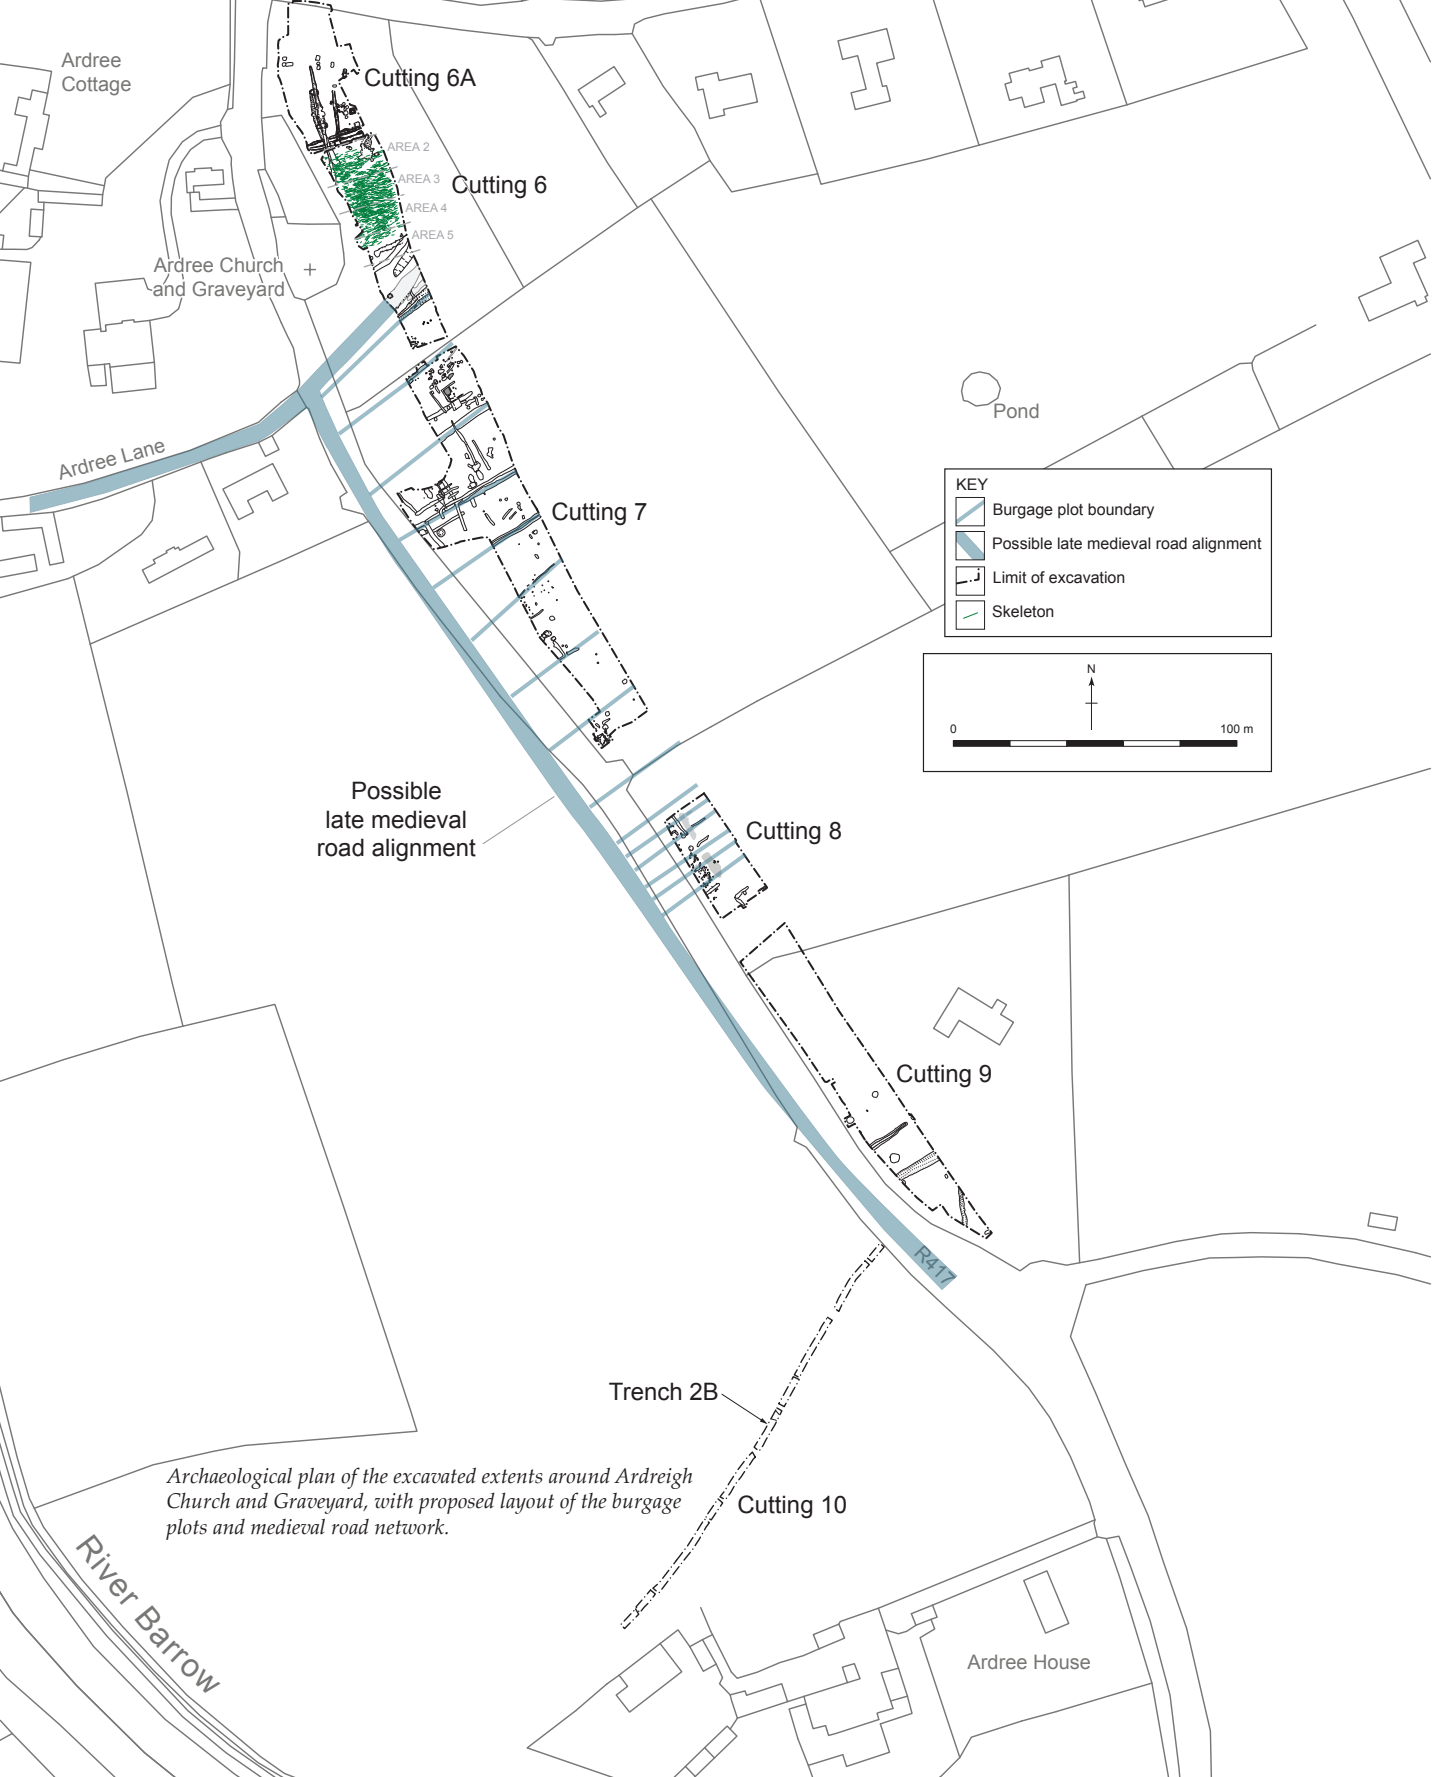 Ardree
Cottage
Cutting 6A
AREA 2
AREA 3
Cutting 6
AREA 4
AREA 5
Ardree Church
and Graveyard
Pond
Ardree Lane
KEY
Burgage plot boundary
Possible late medieval road alignment
Limit of excavation
Skeleton
Cutting 7
N
0
100 m
Possible
late medieval
road alignment
Cutting 8
Cutting 9
R417
Trench 2B
Archaeological plan of the excavated extents around Ardreigh
Church and Graveyard, with proposed layout of the burgage
plots and medieval road network.
Cutting 10
River Barrow
Ardree House